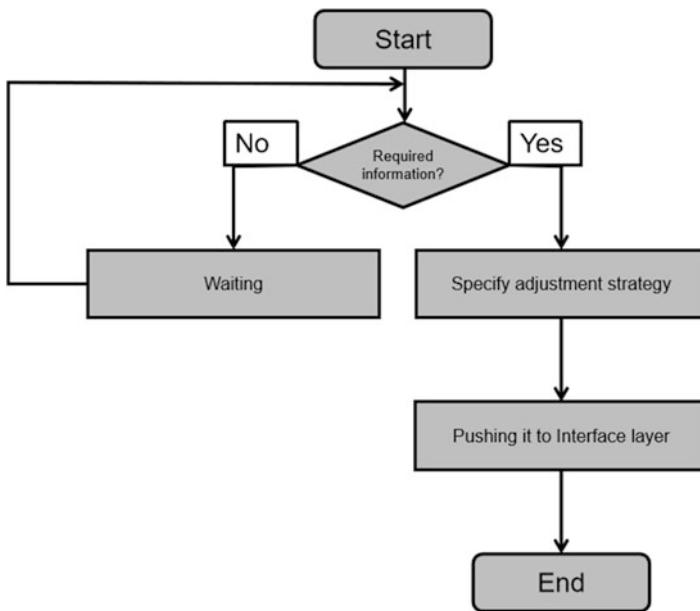 Start
No
Yes
Required
information?
Waiting
Specify adjustment strategy
Pushing it to Interface layer
End